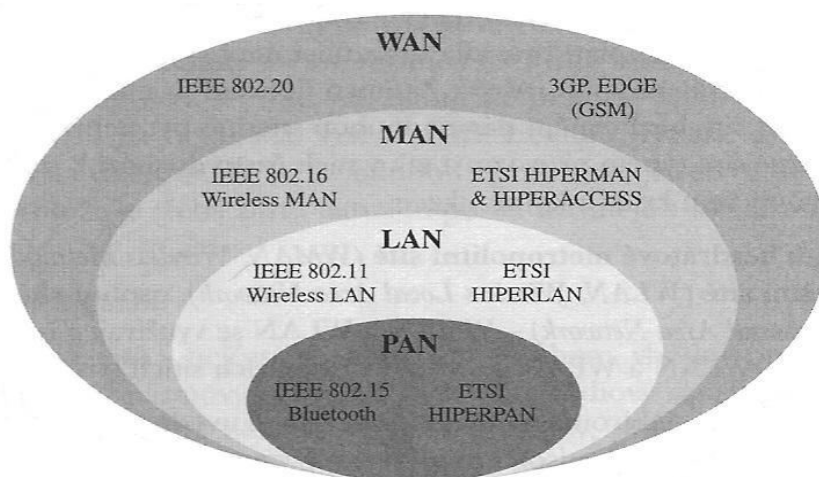 WAN
IEEE 802.20
3GP, EDGE
(GSM)
MAN
IEEE 802.16
Wireless MAN
ETSI HIPERMAN
& HIPERACCESS
LAN
IEEE 802.11
Wireless LAN
ETSI
HIPERLAN
PAN
IEEE 802.15
Bluetooth
ETSI
HIPERPAN